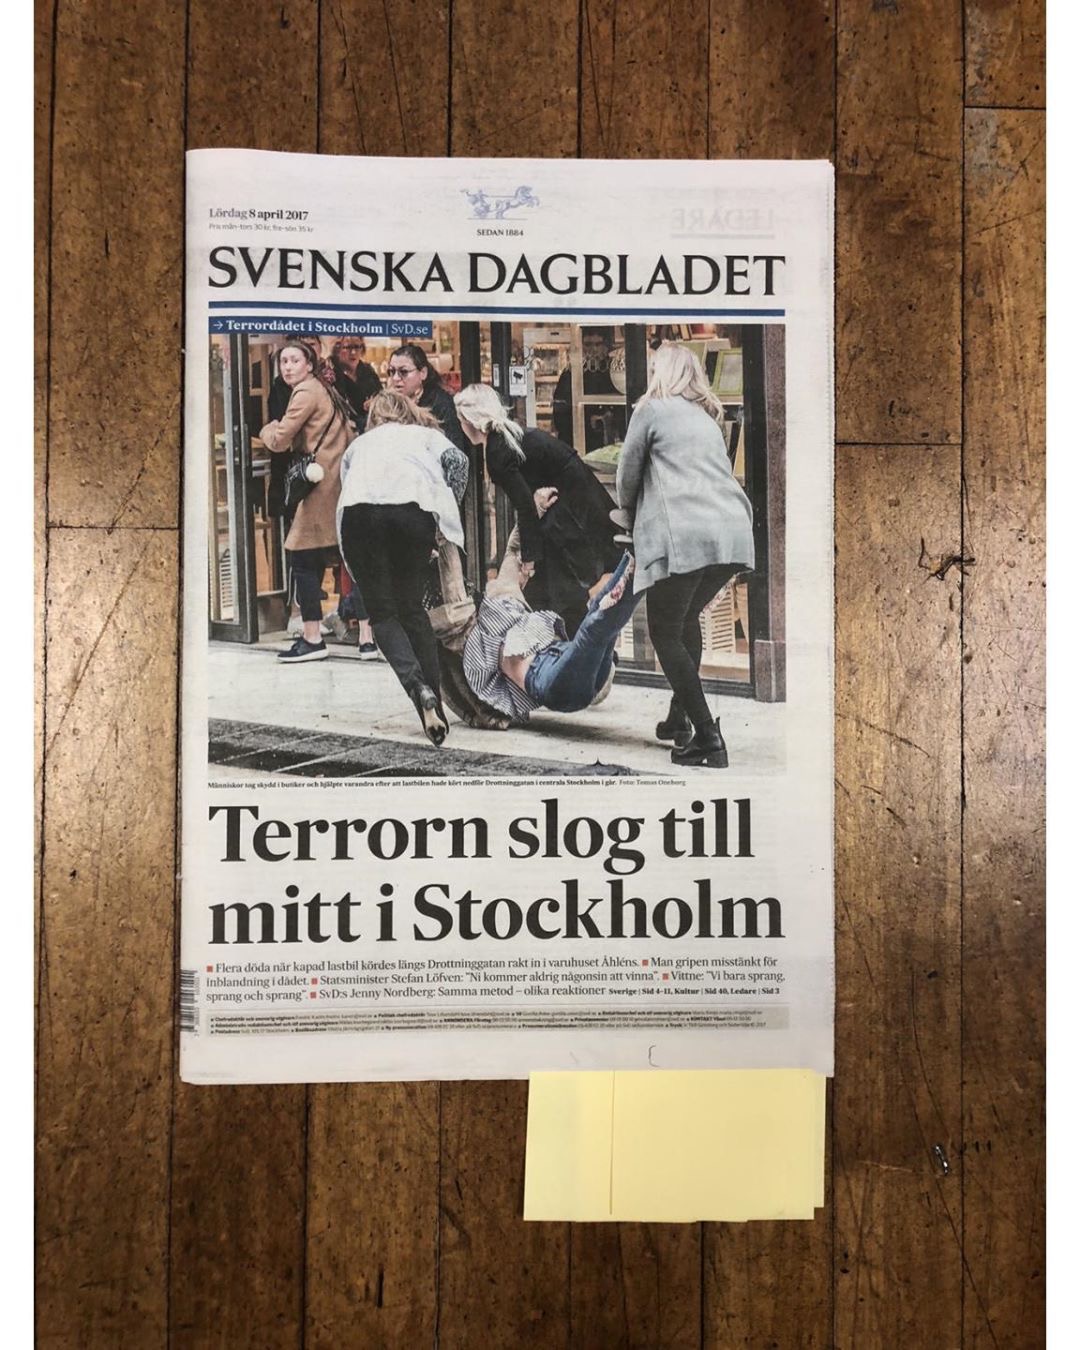 Lördag 8 april 2017
Pris mån–tors 30 kr, fre–sön 35 kr
SEDAN 1884
LEDARE
SVENSKA DAGBLADET
→ Terrordådet i Stockholm | SvD.se
Människor tog skydd i butiker och hjälpte varandra efter att lastbilen hade kört nedför Drottninggatan i centrala Stockholm i går. Foto: Tomas Oneborg
Terrorn slog till
mitt i Stockholm
■ Flera döda när kapad lastbil kördes längs Drottninggatan rakt in i varuhuset Åhléns. ■ Man gripen misstänkt för
inblandning i dådet. ■ Statsminister Stefan Löfven: ”Ni kommer aldrig någonsin att vinna”. ■ Vittne: ”Vi bara sprang,
sprang och sprang”. ■ SvD:s Jenny Nordberg: Samma metod – olika reaktioner Sverige | Sid 4–11, Kultur | Sid 40, Ledare | Sid 3